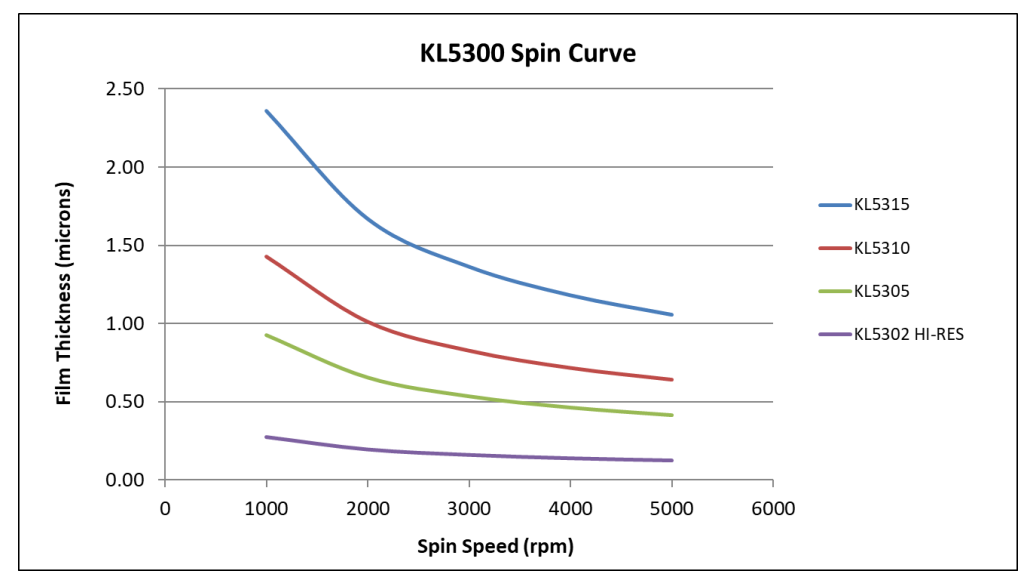 KL5300 Spin Curve
2.50
2.00
1.50
1.00
0.50
0.00
Film Thickness (microns)
0 1000 2000 3000 4000 5000 6000
Spin Speed (rpm)
KL5315
KL5310
KL5305
KL5302 HI-RES